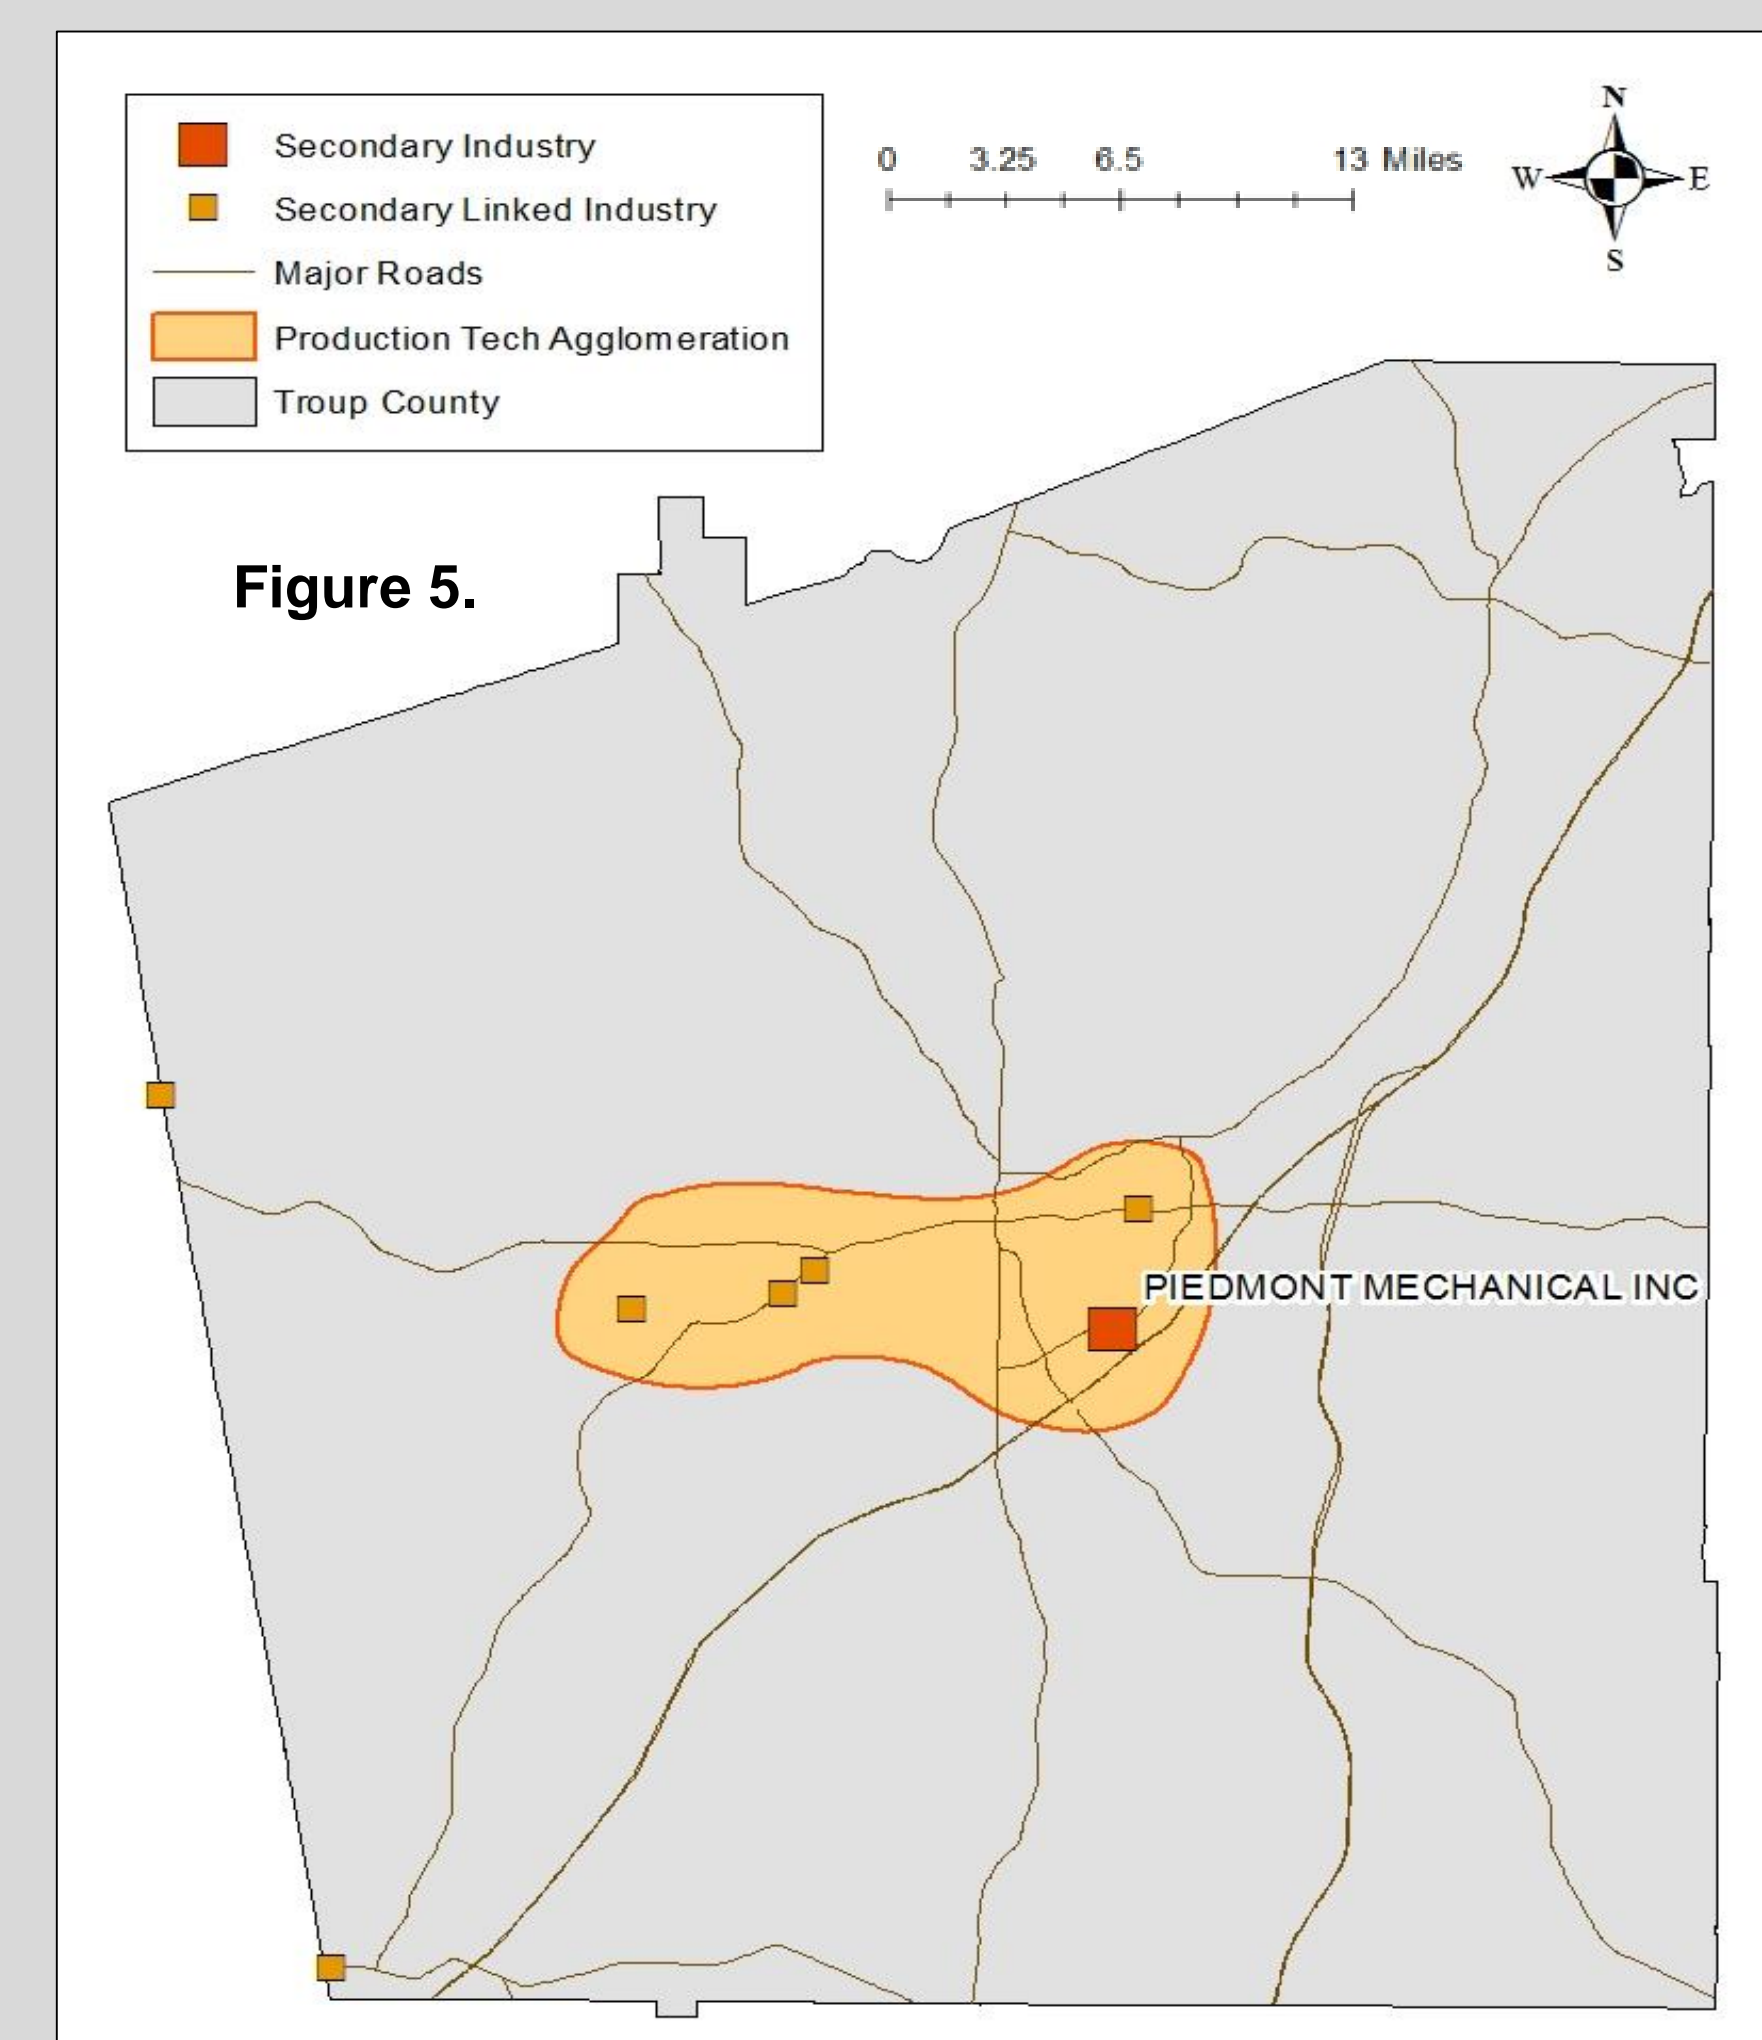 Secondary Industry
Secondary Linked Industry
Major Roads
Production Tech Agglomeration
Troup County
0 3.25 6.5 13 Miles
N
W E
S
Figure 5.
PIEDMONT MECHANICAL INC